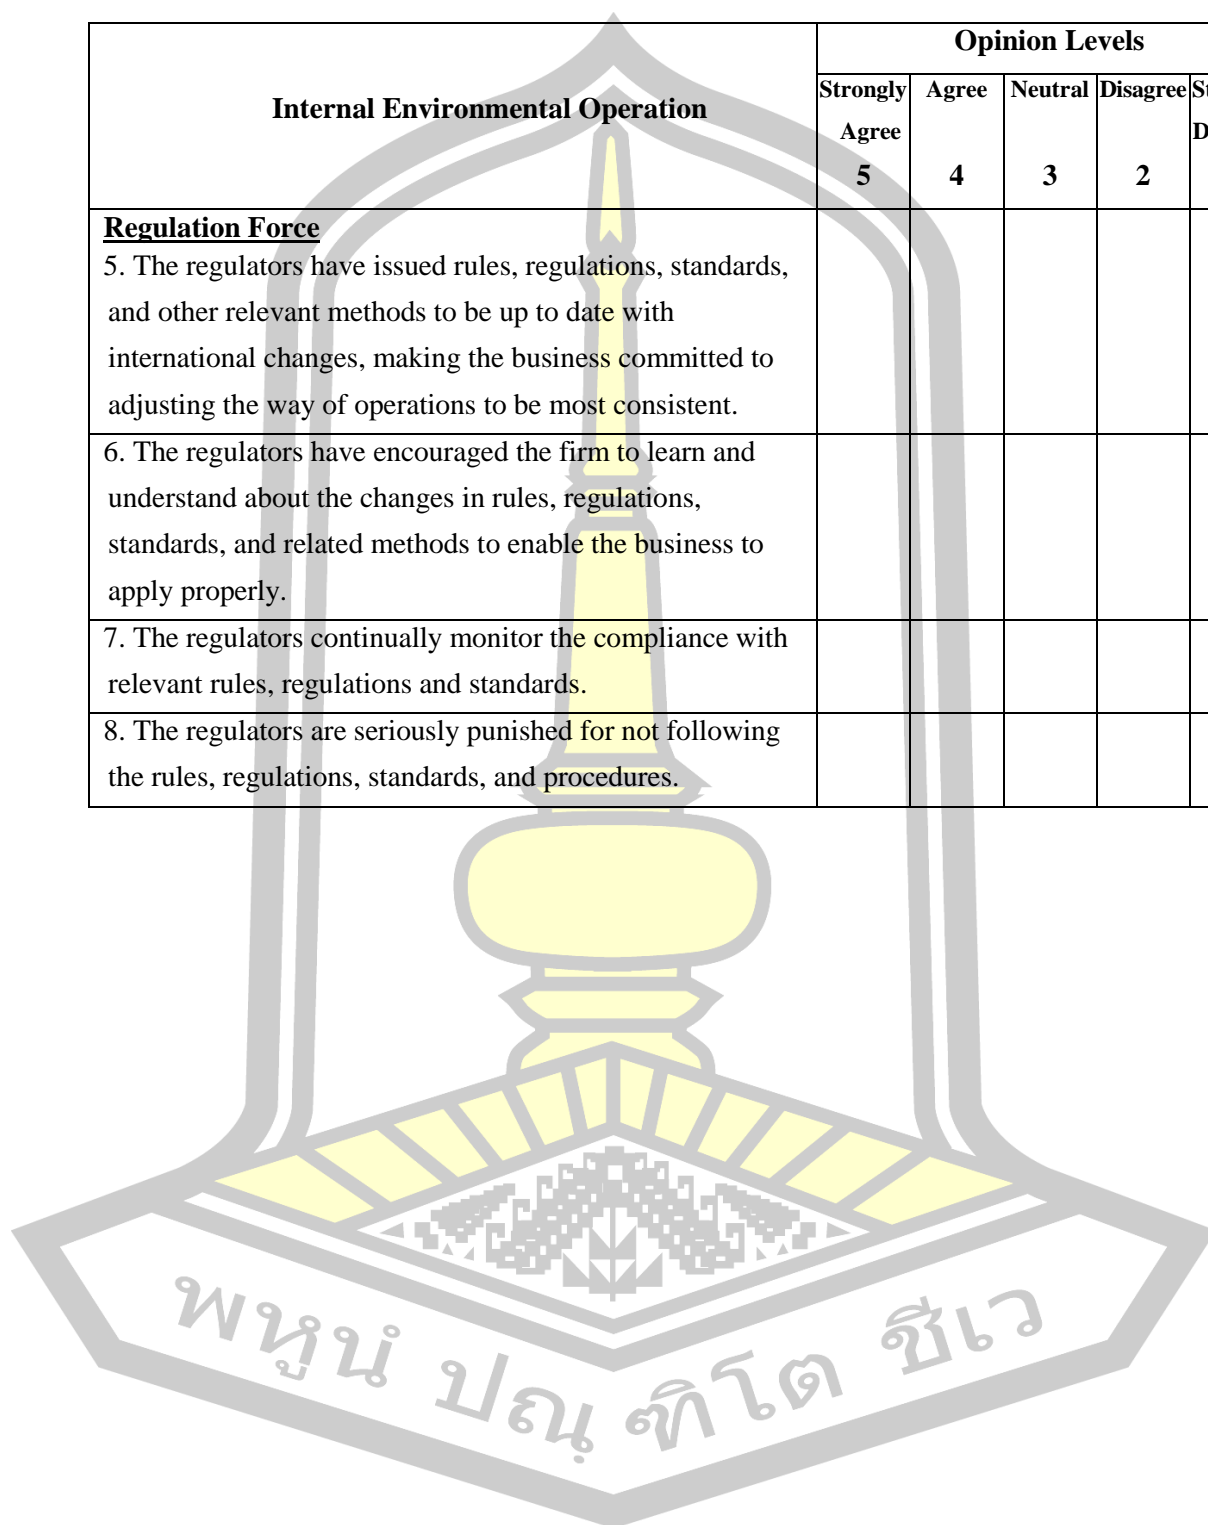 Opinion Levels
Internal Environmental Operation
Strongly Agree Neutral Disagree
Agree
5 4 3 2
Regulation Force
5. The regulators have issued rules, regulations, standards,
and other relevant methods to be up to date with
international changes, making the business committed to
adjusting the way of operations to be most consistent.
6. The regulators have encouraged the firm to learn and
understand about the changes in rules, regulations,
standards, and related methods to enable the business to
apply properly.
7. The regulators continually monitor the compliance with
relevant rules, regulations and standards.
8. The regulators are seriously punished for not following
the rules, regulations, standards, and procedures.
พหูนํ ปณฺฑิโต ชีเว